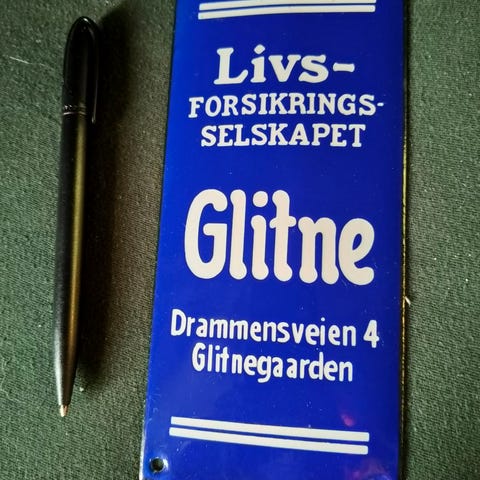 Livs-
FORSIKRINGS-
SELSKAPET
Glitne
Drammensveien 4
Glitnegaarden